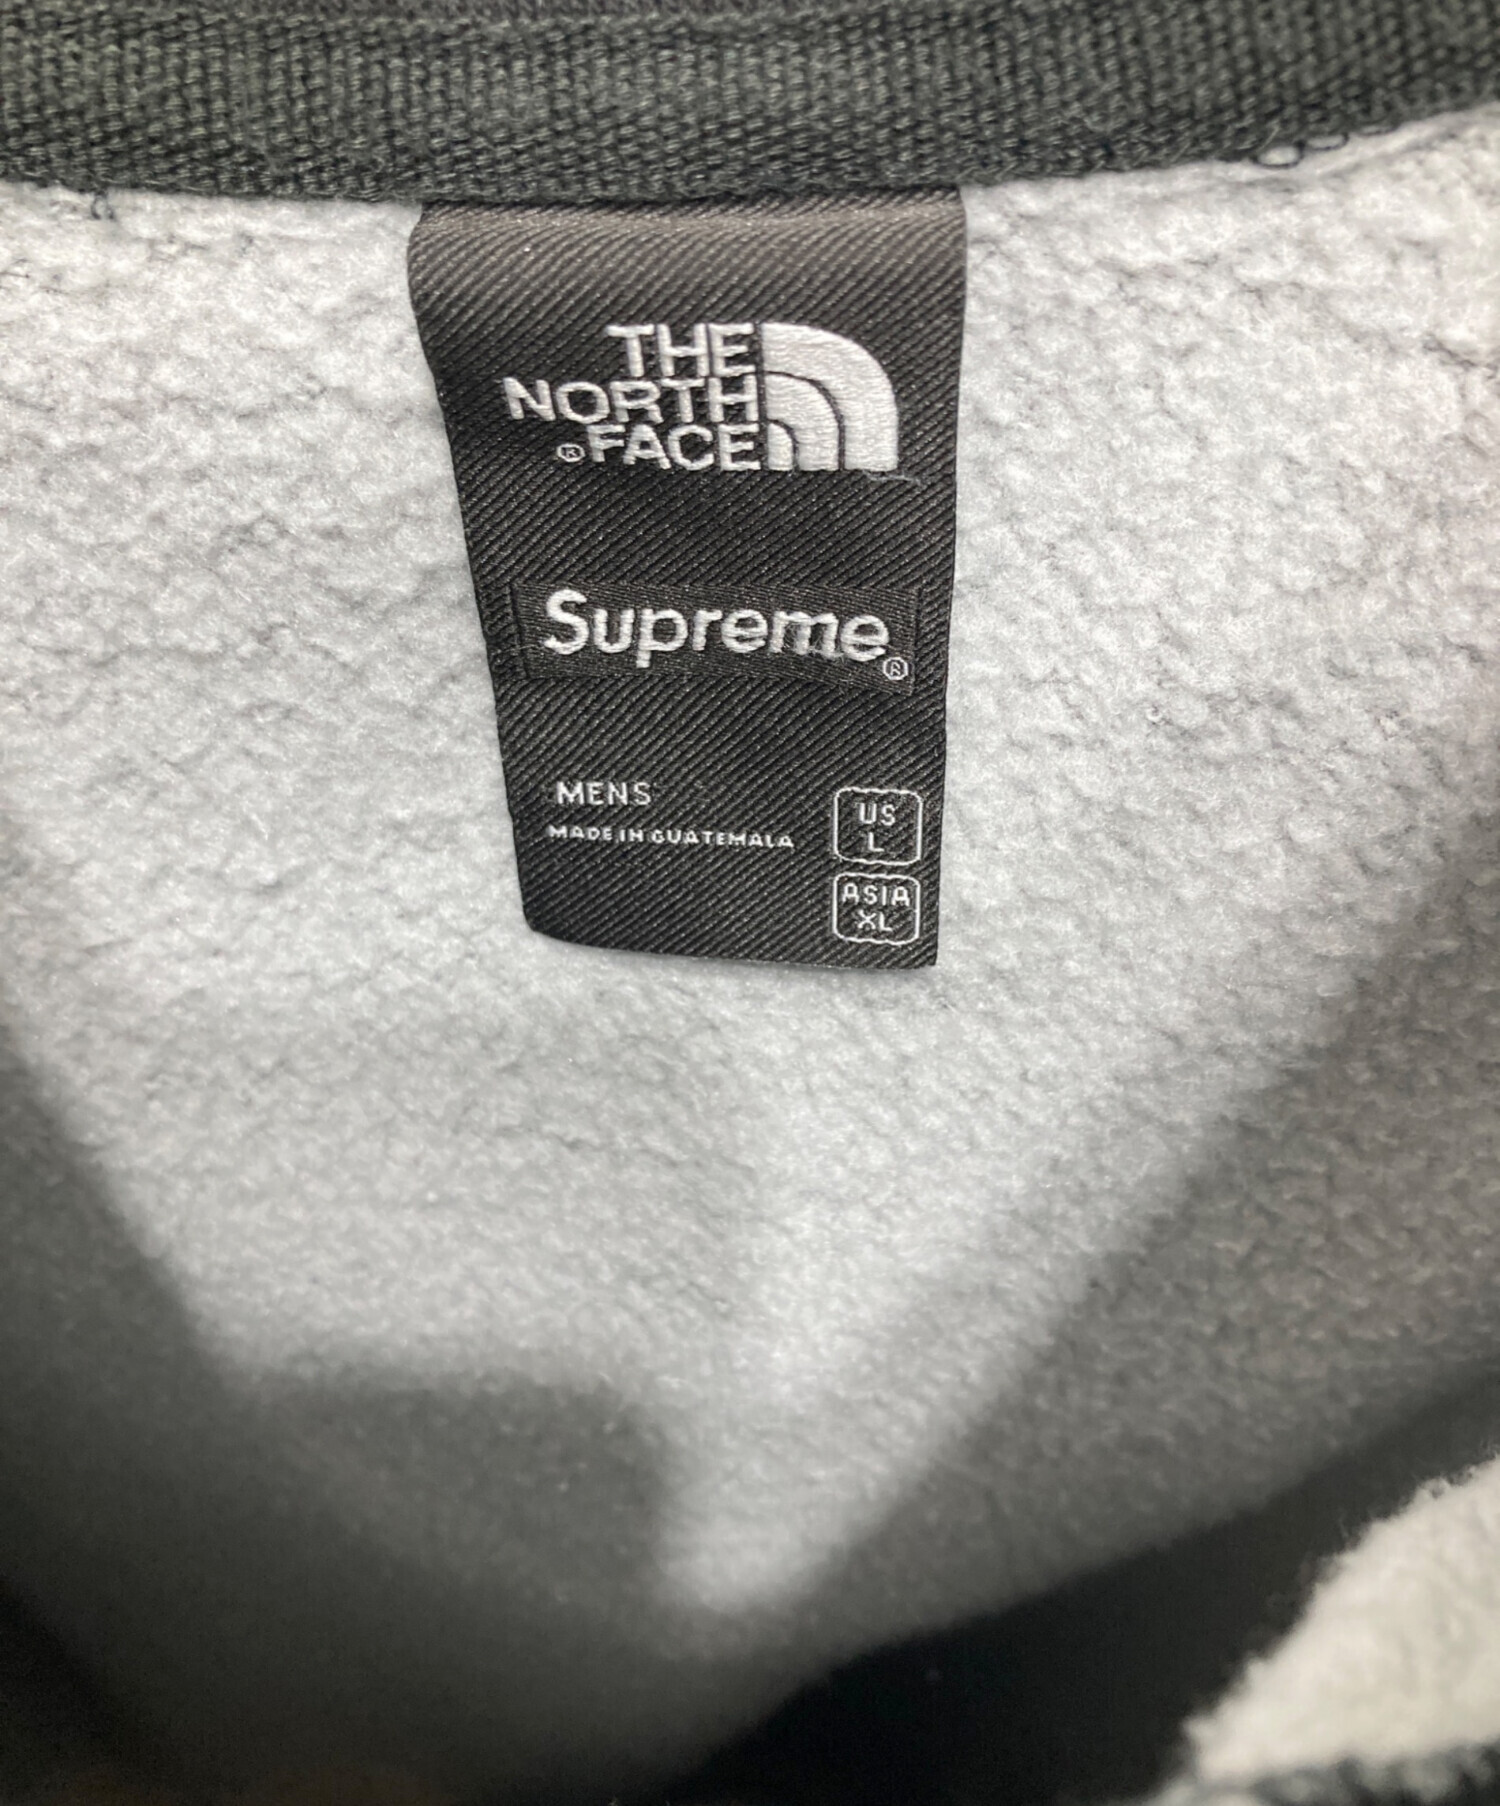 THE
NORTH
®FACE
Supreme®
MENS
MADE IN GUATEMALA
US
L
ASIA
XL